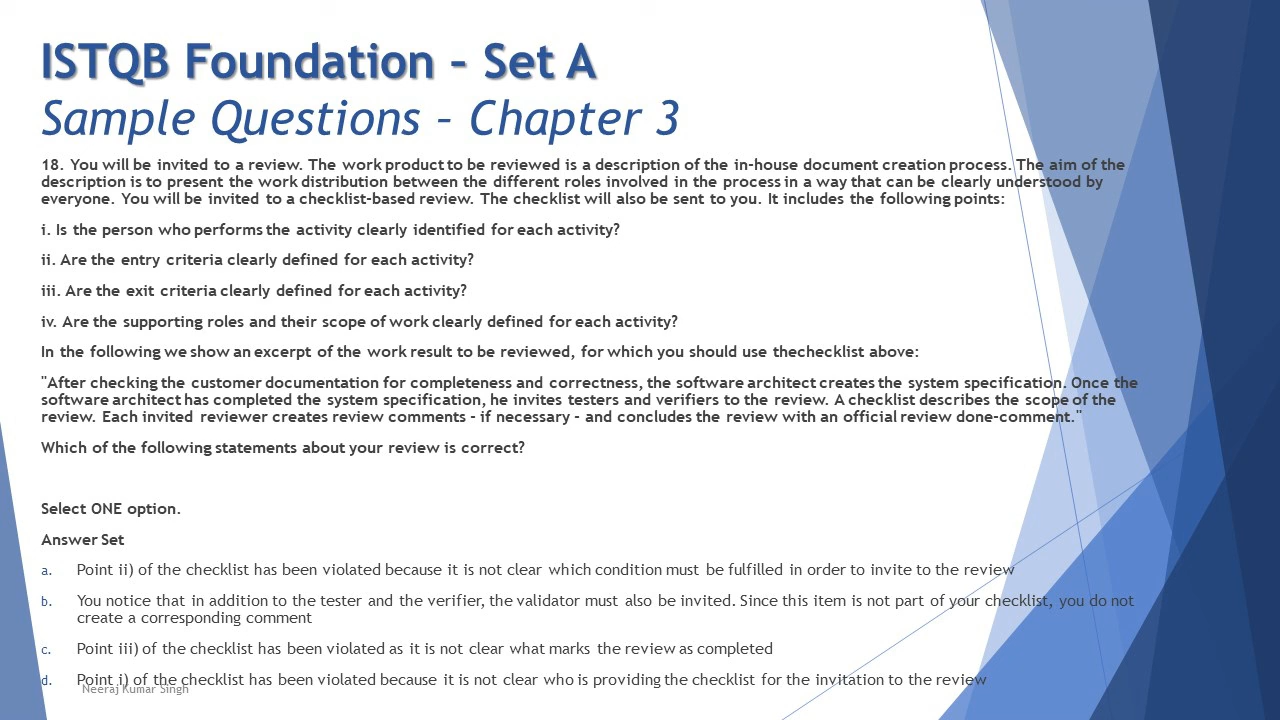 ISTQB Foundation – Set A
Sample Questions – Chapter 3
18. You will be invited to a review. The work product to be reviewed is a description of the in-house document creation process. The aim of the
description is to present the work distribution between the different roles involved in the process in a way that can be clearly understood by
everyone. You will be invited to a checklist-based review. The checklist will also be sent to you. It includes the following points:
i. Is the person who performs the activity clearly identified for each activity?
ii. Are the entry criteria clearly defined for each activity?
iii. Are the exit criteria clearly defined for each activity?
iv. Are the supporting roles and their scope of work clearly defined for each activity?
In the following we show an excerpt of the work result to be reviewed, for which you should use thechecklist above:
"After checking the customer documentation for completeness and correctness, the software architect creates the system specification. Once the
software architect has completed the system specification, he invites testers and verifiers to the review. A checklist describes the scope of the
review. Each invited reviewer creates review comments - if necessary - and concludes the review with an official review done-comment."
Which of the following statements about your review is correct?
Select ONE option.
Answer Set
a. Point ii) of the checklist has been violated because it is not clear which condition must be fulfilled in order to invite to the review
b. You notice that in addition to the tester and the verifier, the validator must also be invited. Since this item is not part of your checklist, you do not
create a corresponding comment
c. Point iii) of the checklist has been violated as it is not clear what marks the review as completed
d. Point i) of the checklist has been violated because it is not clear who is providing the checklist for the invitation to the review
Neeraj Kumar Singh